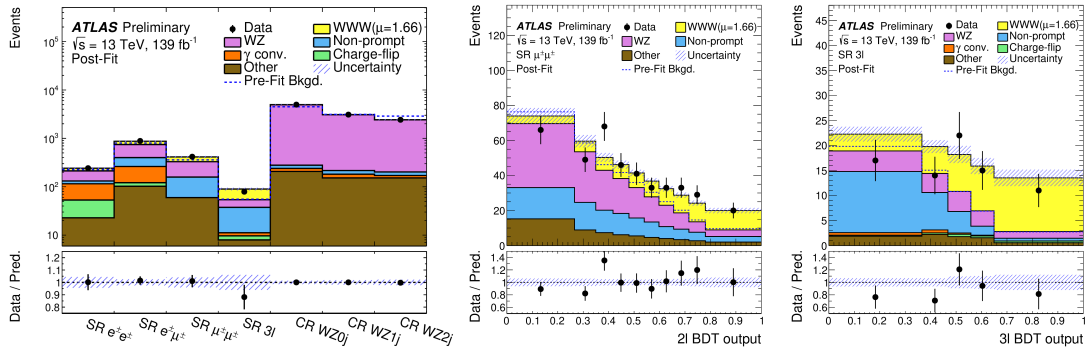 Events
10⁵
10⁴
10³
10²
10
ATLAS Preliminary
√s = 13 TeV, 139 fb⁻¹
Post-Fit
Data
WWW(μ=1.66)
WZ
Non-prompt
γ conv.
Charge-flip
Other
Uncertainty
Pre-Fit Bkgd.
Data / Pred.
1.2
1.0
0.8
SR e±e±
SR e±μ±
SR μ±μ±
SR 3l
CR WZ0j
CR WZ1j
CR WZ2j
Events
120
100
80
60
40
20
0
ATLAS Preliminary
√s = 13 TeV, 139 fb⁻¹
SR μ±μ±
Post-Fit
Data
WWW(μ=1.66)
WZ
Non-prompt
Other
Uncertainty
Pre-Fit Bkgd.
Data / Pred.
1.4
1.2
1
0.8
0.6
0 0.1 0.2 0.3 0.4 0.5 0.6 0.7 0.8 0.9 1
2l BDT output
Events
45
40
35
30
25
20
15
10
5
0
ATLAS Preliminary
√s = 13 TeV, 139 fb⁻¹
SR 3l
Post-Fit
Data
WWW(μ=1.66)
WZ
Non-prompt
γ conv.
Charge-flip
Other
Uncertainty
Pre-Fit Bkgd.
Data / Pred.
1.4
1.2
1
0.8
0.6
0 0.1 0.2 0.3 0.4 0.5 0.6 0.7 0.8 0.9 1
3l BDT output